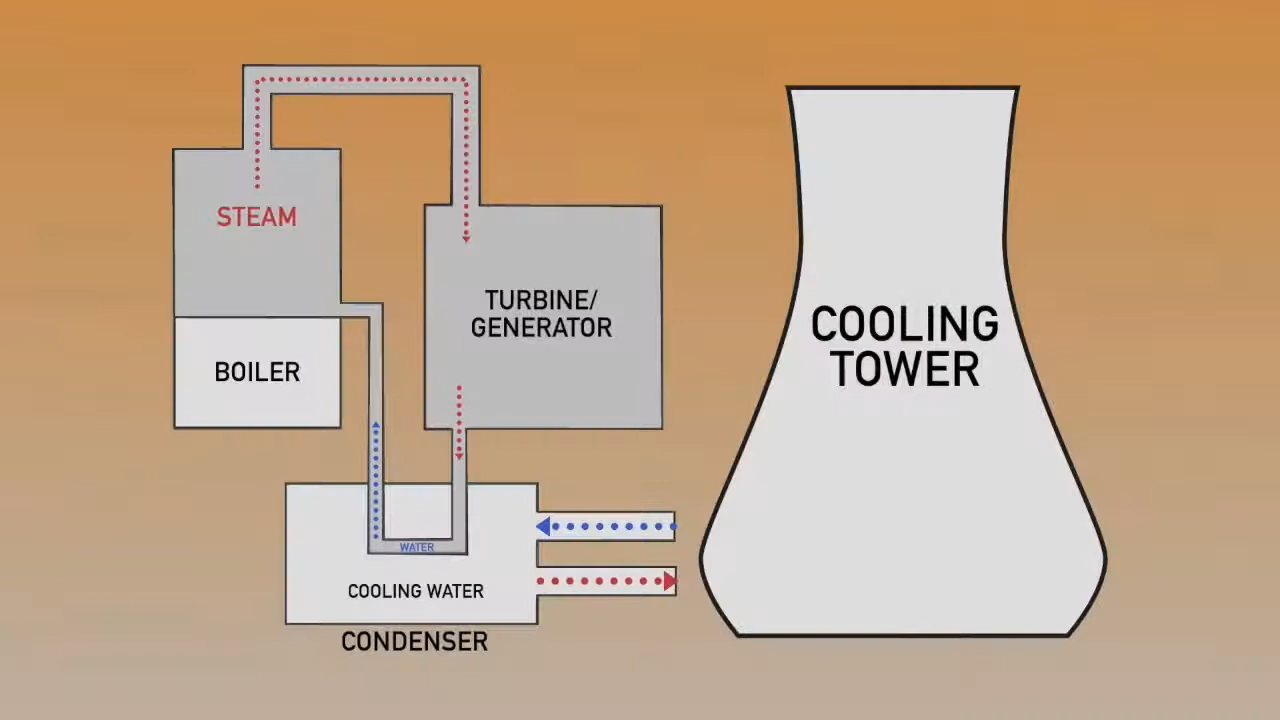 STEAM
BOILER
TURBINE/
GENERATOR
COOLING
TOWER
WATER
COOLING WATER
CONDENSER